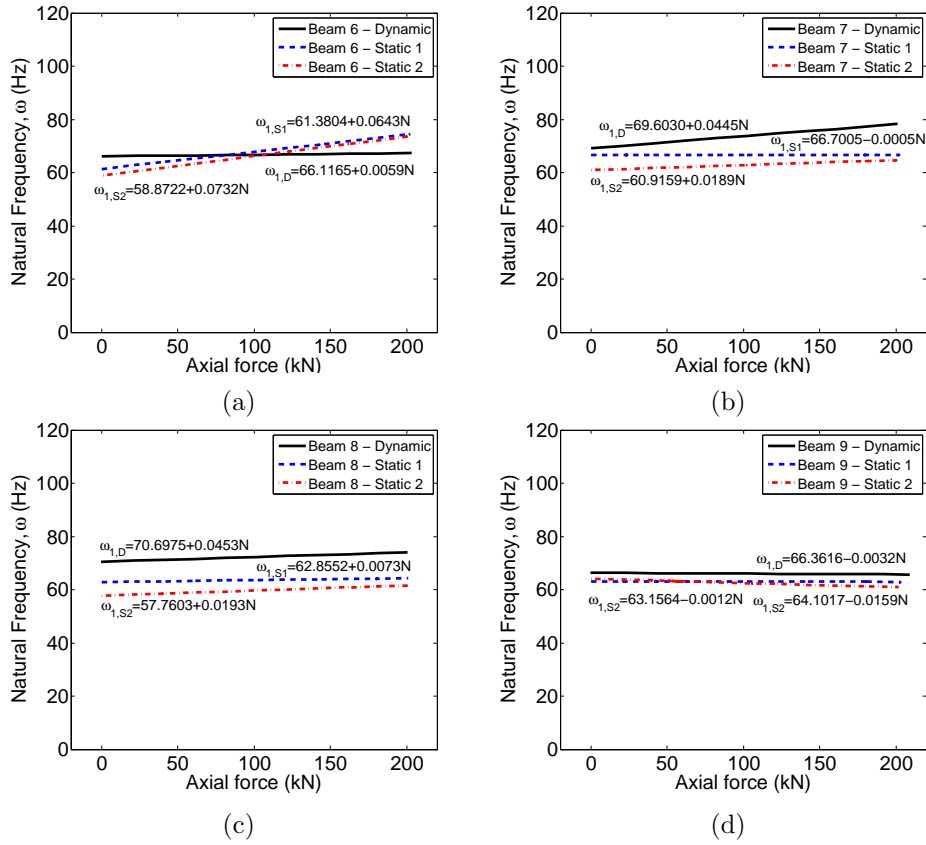 120
100
80
60
40
20
0
Natural Frequency, ω (Hz)
Beam 6 − Dynamic
Beam 6 − Static 1
Beam 6 − Static 2
ω1,S1=61.3804+0.0643N
ω1,D=66.1165+0.0059N
ω1,S2=58.8722+0.0732N
0 50 100 150 200
Axial force (kN)
(a)
120
100
80
60
40
20
0
Natural Frequency, ω (Hz)
Beam 7 − Dynamic
Beam 7 − Static 1
Beam 7 − Static 2
ω1,D=69.6030+0.0445N
ω1,S1=66.7005−0.0005N
ω1,S2=60.9159+0.0189N
0 50 100 150 200
Axial force (kN)
(b)
120
100
80
60
40
20
0
Natural Frequency, ω (Hz)
Beam 8 − Dynamic
Beam 8 − Static 1
Beam 8 − Static 2
ω1,D=70.6975+0.0453N
ω1,S1=62.8552+0.0073N
ω1,S2=57.7603+0.0193N
0 50 100 150 200
Axial force (kN)
(c)
120
100
80
60
40
20
0
Natural Frequency, ω (Hz)
Beam 9 − Dynamic
Beam 9 − Static 1
Beam 9 − Static 2
ω1,D=66.3616−0.0032N
ω1,S2=63.1564−0.0012N
ω1,S2=64.1017−0.0159N
0 50 100 150 200
Axial force (kN)
(d)